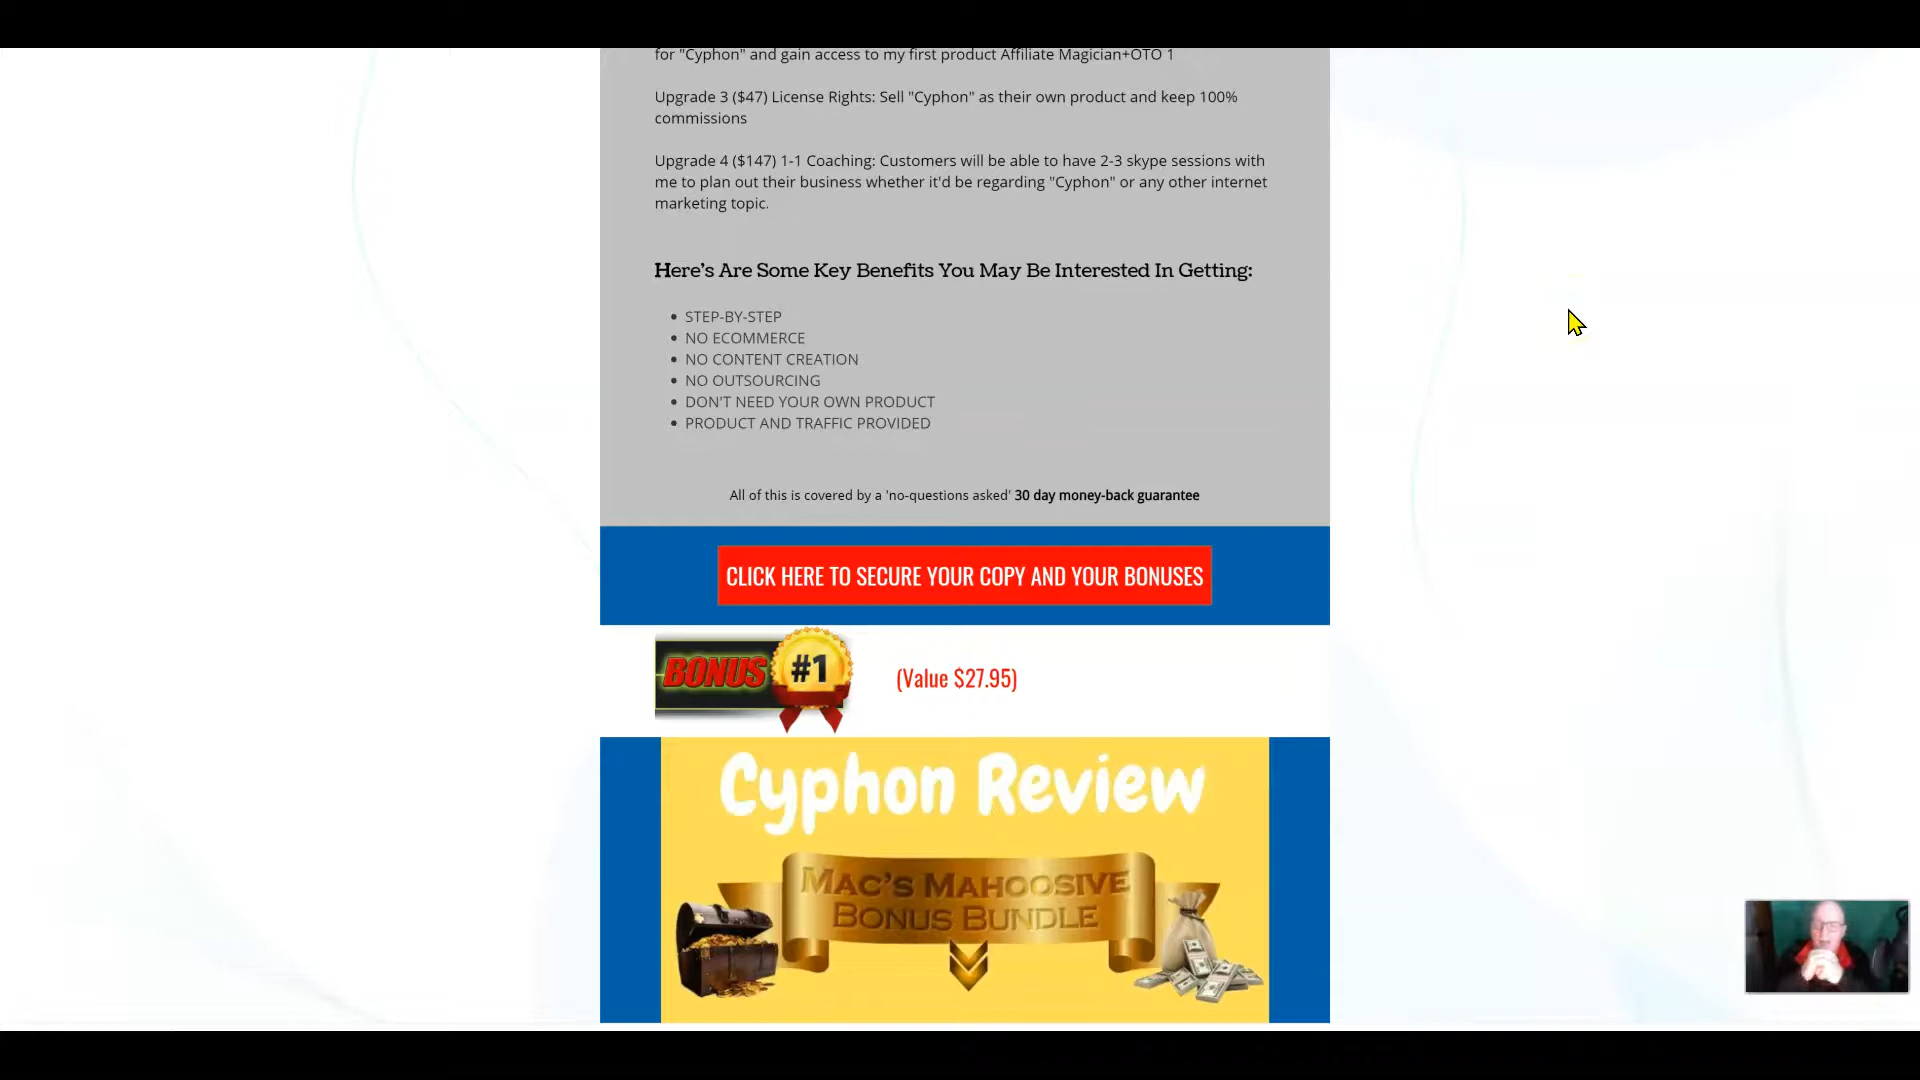 for "Cyphon" and gain access to my first product Affiliate Magician+OTO 1
Upgrade 3 ($47) License Rights: Sell "Cyphon" as their own product and keep 100%
commissions
Upgrade 4 ($147) 1-1 Coaching: Customers will be able to have 2-3 skype sessions with
me to plan out their business whether it'd be regarding "Cyphon" or any other internet
marketing topic.
Here's Are Some Key Benefits You May Be Interested In Getting:
• STEP-BY-STEP
• NO ECOMMERCE
• NO CONTENT CREATION
• NO OUTSOURCING
• DON'T NEED YOUR OWN PRODUCT
• PRODUCT AND TRAFFIC PROVIDED
All of this is covered by a 'no-questions asked' 30 day money-back guarantee
CLICK HERE TO SECURE YOUR COPY AND YOUR BONUSES
BONUS #1 (Value $27.95)
Cyphon Review
MAC'S MAHOOSIVE
BONUS BUNDLE